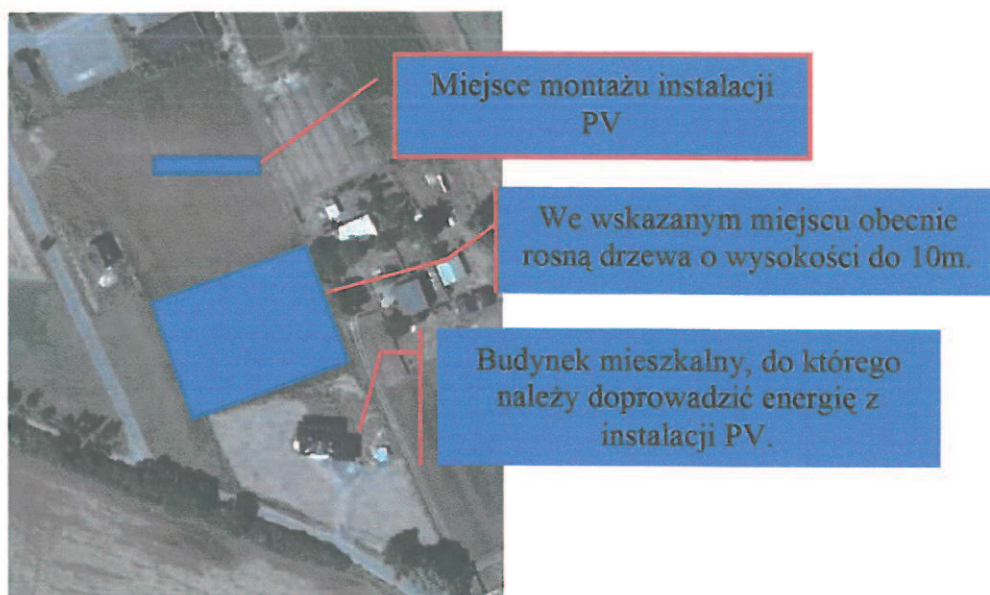 Miejsce montażu instalacji
PV
We wskazanym miejscu obecnie
rosną drzewa o wysokości do 10m.
Budynek mieszkalny, do którego
należy doprowadzić energię z
instalacji PV.